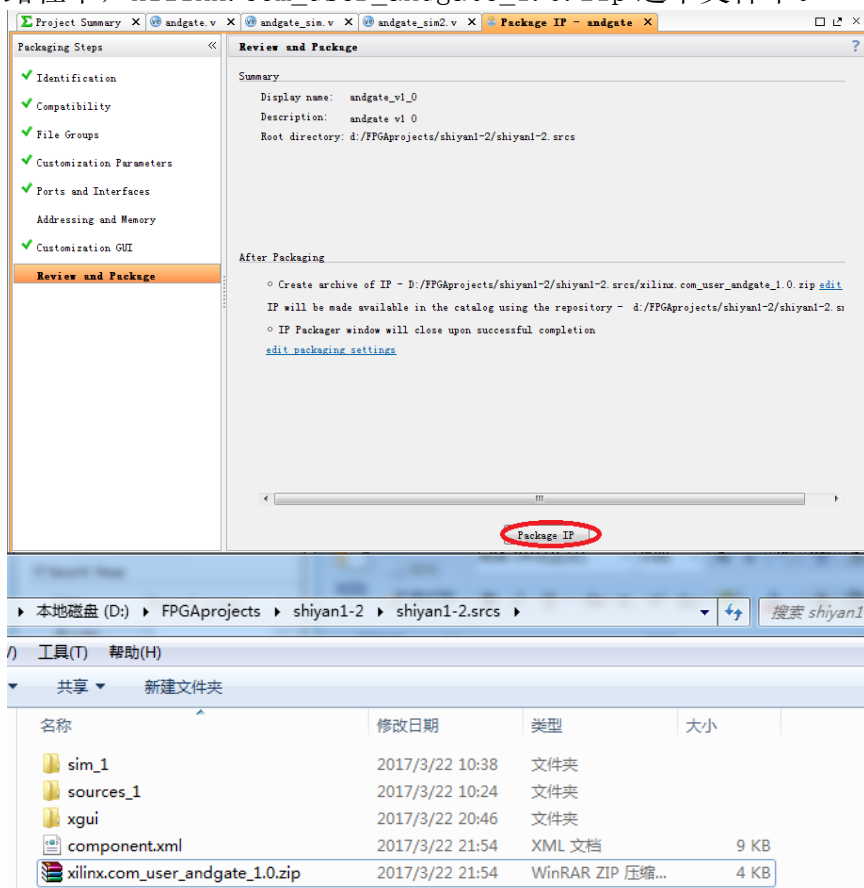 Project Summary andgate.v andgate_sim.v andgate_sim2.v Package IP - andgate
Packaging Steps «
Review and Package ?
Identification
Compatibility
File Groups
Customization Parameters
Ports and Interfaces
Addressing and Memory
Customization GUI
Review and Package
Summary
Display name: andgate_v1_0
Description: andgate v1 0
Root directory: d:/FPGAprojects/shiyan1-2/shiyan1-2.srcs
After Packaging
Create archive of IP - D:/FPGAprojects/shiyan1-2/shiyan1-2.srcs/xilinx.com_user_andgate_1.0.zip edit
IP will be made available in the catalog using the repository - d:/FPGAprojects/shiyan1-2/shiyan1-2.sr
IP Packager window will close upon successful completion
edit packaging settings
Package IP
本地磁盘 (D:) FPGAprojects shiyan1-2 shiyan1-2.srcs 搜索 shiyan1
工具(T) 帮助(H)
共享 新建文件夹
名称 修改日期 类型 大小
sim_1 2017/3/22 10:38 文件夹
sources_1 2017/3/22 10:24 文件夹
xgui 2017/3/22 20:46 文件夹
component.xml 2017/3/22 21:54 XML 文档 9 KB
xilinx.com_user_andgate_1.0.zip 2017/3/22 21:54 WinRAR ZIP 压缩... 4 KB